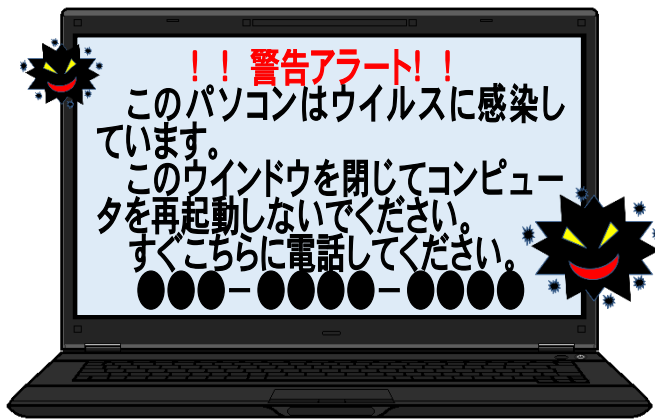 ！！警告アラート！！
このパソコンはウイルスに感染し
ています。
このウインドウを閉じてコンピュー
タを再起動しないでください。
すぐこちらに電話してください。
●●●－●●●●－●●●●